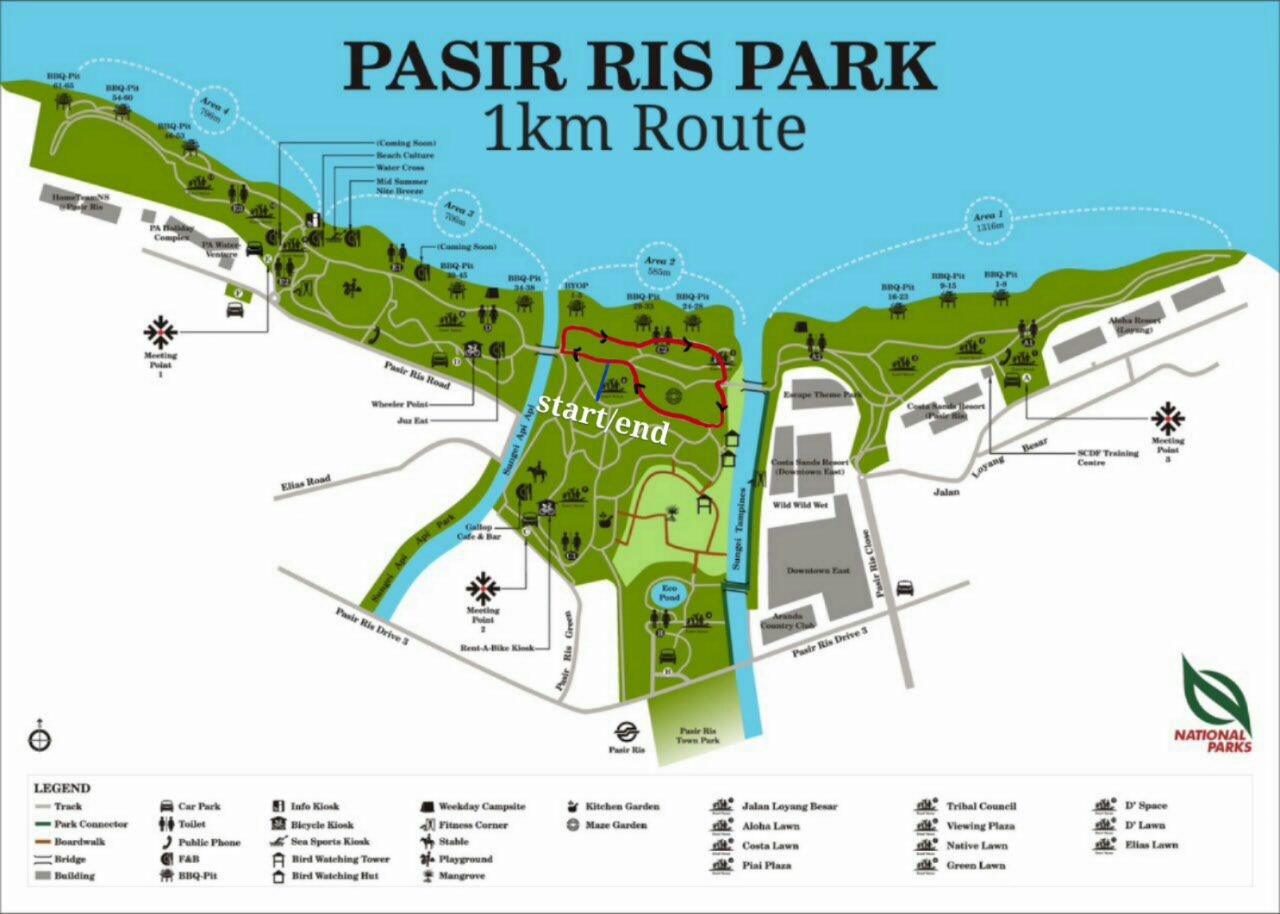 PASIR RIS PARK
1km Route
BBQ-Pit
61-65
BBQ-Pit
54-60
BBQ-Pit
46-53
Area 4
796m
(Coming Soon)
Beach Culture
Water Cross
Mid Summer
Nite Breeze
Area 3
706m
(Coming Soon)
BBQ-Pit
39-45
BBQ-Pit
34-38
BYOP
1-5
Area 2
585m
BBQ-Pit
29-33
BBQ-Pit
24-28
Area 1
1316m
BBQ-Pit
16-23
BBQ-Pit
9-15
BBQ-Pit
1-8
HomeTeamNS
@Pasir Ris
PA Holiday
Complex
PA Water-
Venture
E3
E2
E1
E
F
D
D
C2
A2
A1
A
Meeting
Point
1
Pasir Ris Road
Wheeler Point
Juz Eat
start/end
Aloha Resort
(Loyang)
Escape Theme Park
Costa Sands Resort
(Pasir Ris)
Costa Sands Resort
(Downtown East)
Wild Wild Wet
Downtown East
Aranda
Country Club
SCDF Training
Centre
Meeting
Point
3
Jalan Loyang Besar
Elias Road
Sungei Api Api
Sungei Api Api Park
Sungei Tampines
Gallop
Cafe & Bar
C
C1
Meeting
Point
2
Rent-A-Bike Kiosk
Eco
Pond
B
B
Pasir Ris Green
Pasir Ris Close
Pasir Ris Drive 3
Pasir Ris Drive 3
Pasir Ris
Pasir Ris
Town Park
NATIONAL
PARKS
LEGEND
Track
Park Connector
Boardwalk
Bridge
Building
Car Park
Toilet
Public Phone
F&B
BBQ-Pit
Info Kiosk
Bicycle Kiosk
Sea Sports Kiosk
Bird Watching Tower
Bird Watching Hut
Weekday Campsite
Fitness Corner
Stable
Playground
Mangrove
Kitchen Garden
Maze Garden
Jalan Loyang Besar
Aloha Lawn
Costa Lawn
Piai Plaza
Tribal Council
Viewing Plaza
Native Lawn
Green Lawn
D' Space
D' Lawn
Elias Lawn